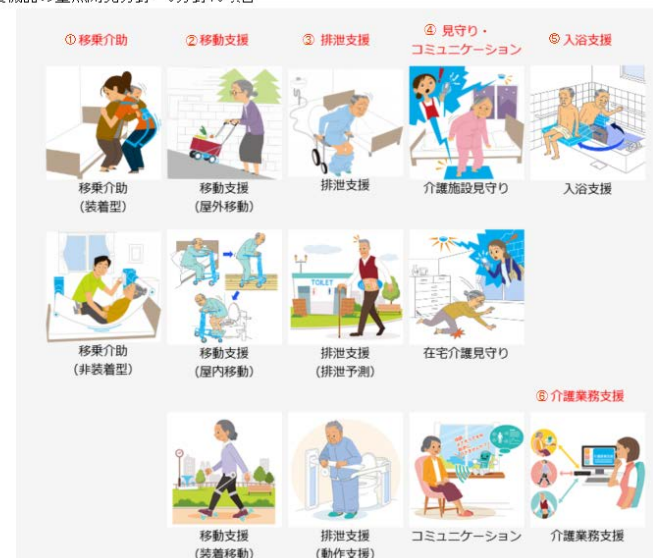 ①移乗介助
②移動支援
③ 排泄支援
④ 見守り・
コミュニケーション
⑤入浴支援
移乗介助
(装着型)
移動支援
(屋外移動)
排泄支援
介護施設見守り
入浴支援
TOILET
移乗介助
(非装着型)
移動支援
(屋内移動)
排泄支援
(排泄予測)
在宅介護見守り
⑥介護業務支援
移動支援
(装着移動)
排泄支援
(動作支援)
コミュニケーション
介護業務支援